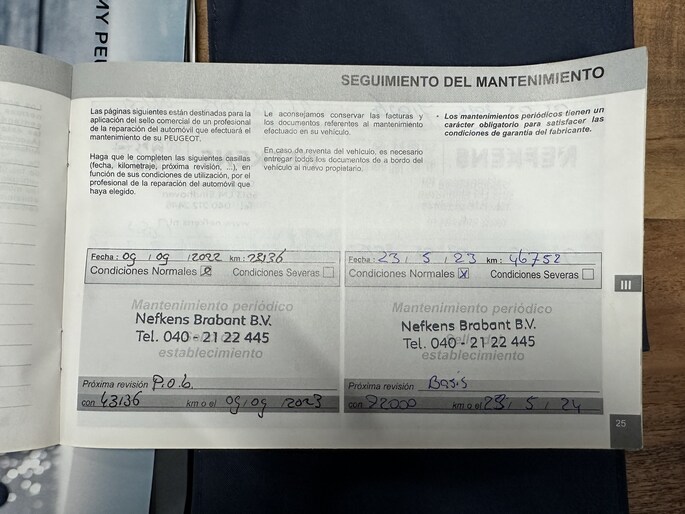 MY PEU
SEGUIMIENTO DEL MANTENIMIENTO
Las páginas siguientes están destinadas para la
aplicación del sello comercial de un profesional
de la reparación del automóvil que efectuará el
mantenimiento de su PEUGEOT.
Haga que le completen las siguientes casillas
(fecha, kilometraje, próxima revisión, ...), en
función de sus condiciones de utilización, por el
profesional de la reparación del automóvil que
haya elegido.
Le aconsejamos conservar las facturas y
los documentos referentes al mantenimiento
efectuado en su vehículo.
En caso de reventa del vehículo, es necesario
entregar todos los documentos de a bordo del
vehículo al nuevo propietario.
• Los mantenimientos periódicos tienen un
carácter obligatorio para satisfacer las
condiciones de garantía del fabricante.
Fecha : 09 / 09 / 2022 km : 23136
Condiciones Normales Condiciones Severas
Mantenimiento periódico
Nefkens Brabant B.V.
Tel. 040 - 21 22 445
establecimiento
Próxima revisión P.o.b.
con 43136 km o el 09 / 09 / 2023
Fecha : 23 / 5 / 23 km : 46752
Condiciones Normales X Condiciones Severas
Mantenimiento periódico
Nefkens Brabant B.V.
Tel. 040 - 21 22 445
establecimiento
Próxima revisión Basis
con 92000 km o el 23 / 5 / 24
III
25